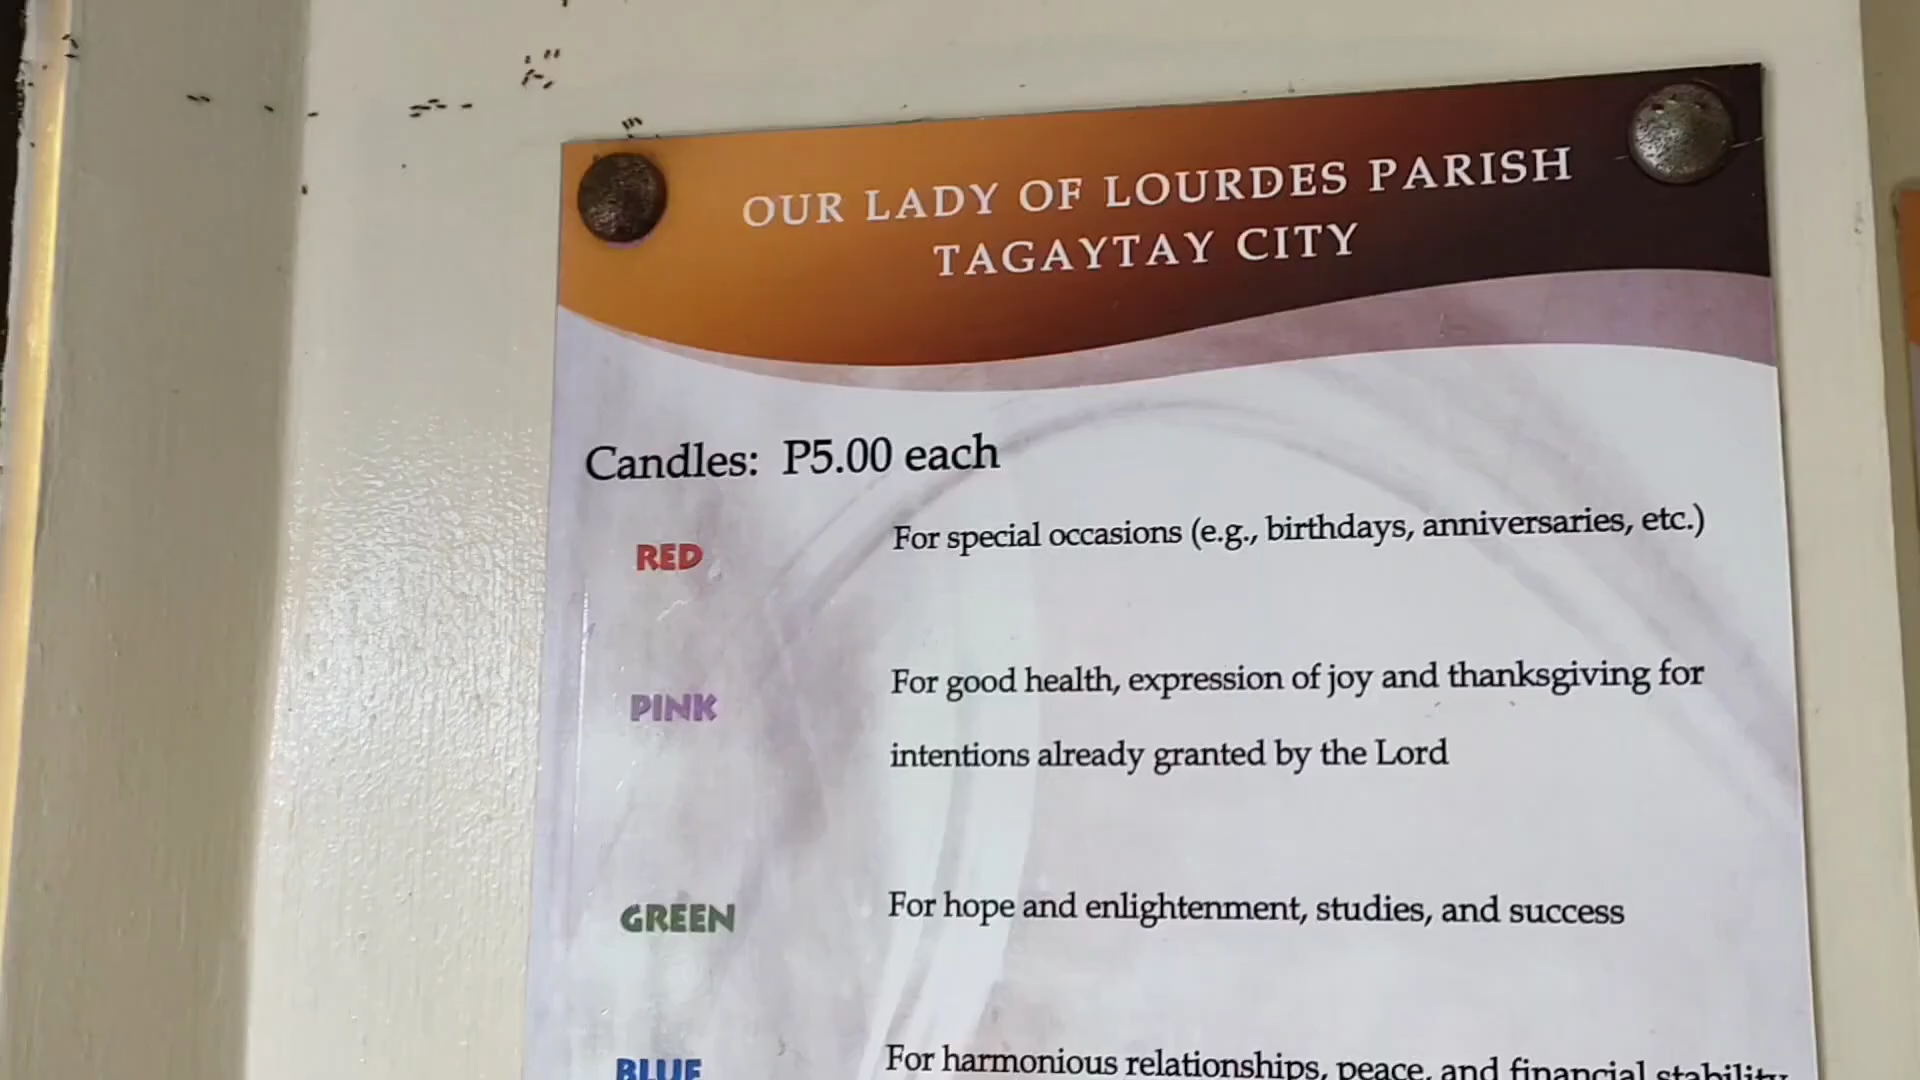 OUR LADY OF LOURDES PARISH
TAGAYTAY CITY
Candles: P5.00 each
RED
For special occasions (e.g., birthdays, anniversaries, etc.)
PINK
For good health, expression of joy and thanksgiving for
intentions already granted by the Lord
GREEN
For hope and enlightenment, studies, and success
BLUE
For harmonious relationships, peace, and financial stability